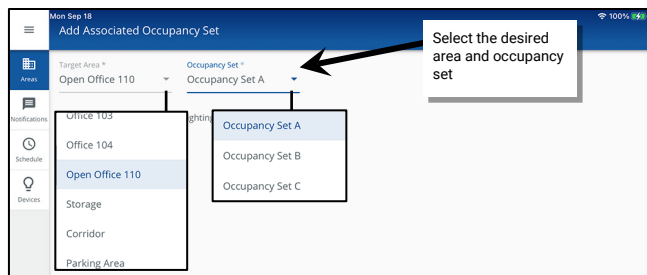 Mon Sep 18
100%
Add Associated Occupancy Set
Select the desired
area and occupancy
set
Areas
Notifications
Schedule
Devices
Target Area *
Open Office 110
Occupancy Set *
Occupancy Set A
Office 103
Office 104
Open Office 110
Storage
Corridor
Parking Area
Occupancy Set A
Occupancy Set B
Occupancy Set C